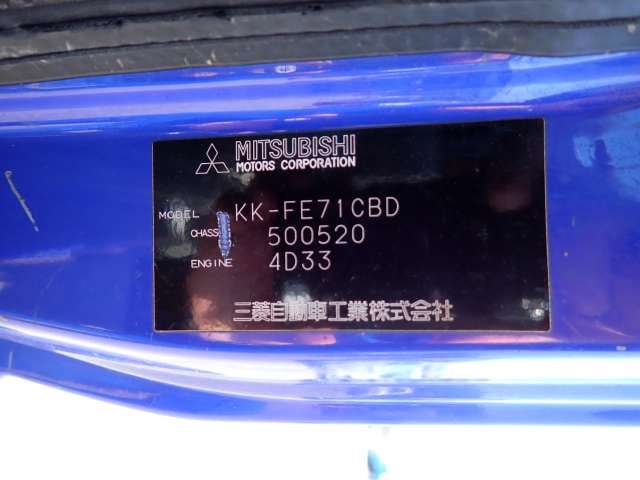 MITSUBISHI
MOTORS CORPORATION
MODEL KK-FE71CBD
CHASSIS 500520
ENGINE 4D33
三菱自動車工業株式会社